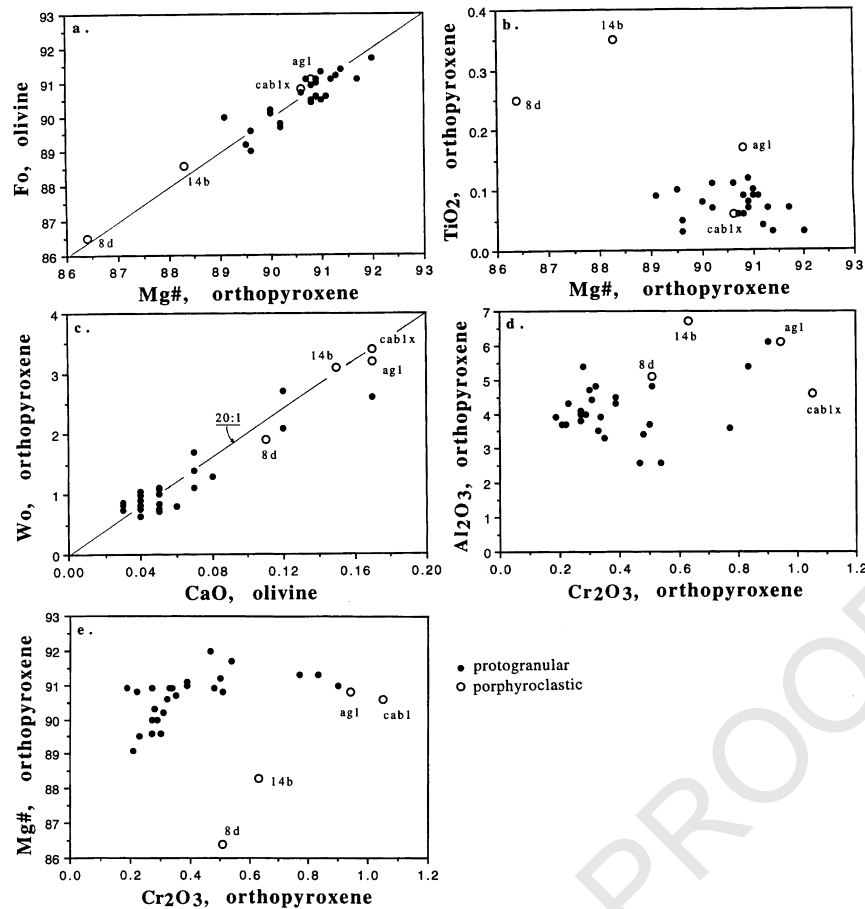 a.
93
92
91
90
89
88
87
86
Fo, olivine
ag1
cab1x
14b
8d
86 87 88 89 90 91 92 93
Mg#, orthopyroxene
b.
0.4
0.3
0.2
0.1
0.0
TiO2, orthopyroxene
14b
8d
ag1
cab1x
86 87 88 89 90 91 92 93
Mg#, orthopyroxene
c.
4
3
2
1
0
Wo, orthopyroxene
cab1x
14b
ag1
20:1
8d
0.00 0.04 0.08 0.12 0.16 0.20
CaO, olivine
d.
7
6
5
4
3
2
1
0
Al2O3, orthopyroxene
14b
ag1
8d
cab1x
0.0 0.2 0.4 0.6 0.8 1.0 1.2
Cr2O3, orthopyroxene
e.
93
92
91
90
89
88
87
86
Mg#, orthopyroxene
ag1
cab1
14b
8d
0.0 0.2 0.4 0.6 0.8 1.0 1.2
Cr2O3, orthopyroxene
protogranular
porphyroclastic
PROOF